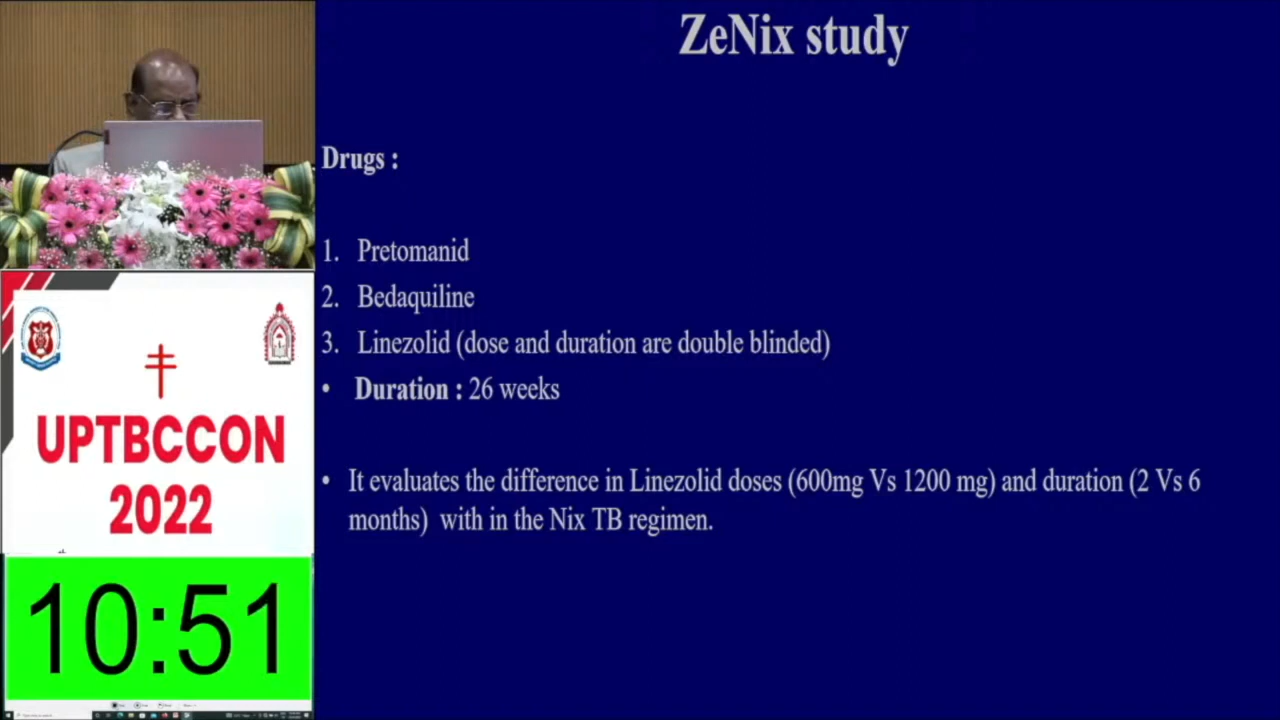 ZeNix study
Drugs :
1. Pretomanid
2. Bedaquiline
3. Linezolid (dose and duration are double blinded)
• Duration : 26 weeks
• It evaluates the difference in Linezolid doses (600mg Vs 1200 mg) and duration (2 Vs 6
months) with in the Nix TB regimen.
UPTBCCON
2022
10:51